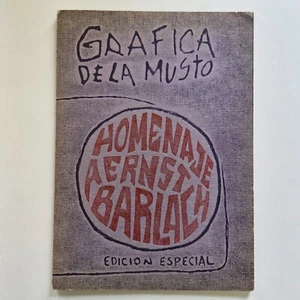 GRAFICA
DE LA MUSTO
HOMENAJE
A ERNST
BARLACH
EDICION ESPECIAL